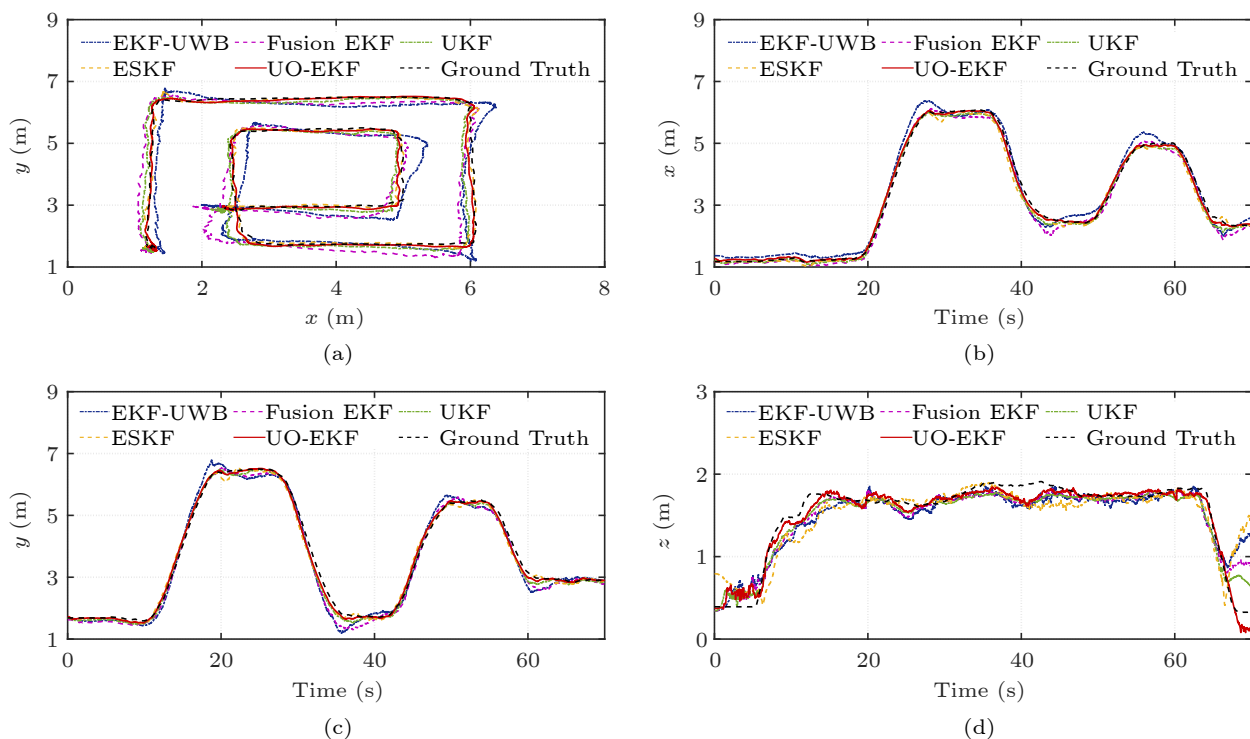 9
7
5
3
1
y (m)
EKF-UWB Fusion EKF UKF
ESKF UO-EKF Ground Truth
0 2 4 6 8
x (m)
(a)
9
7
5
3
1
x (m)
EKF-UWB Fusion EKF UKF
ESKF UO-EKF Ground Truth
0 20 40 60
Time (s)
(b)
9
7
5
3
1
y (m)
EKF-UWB Fusion EKF UKF
ESKF UO-EKF Ground Truth
0 20 40 60
Time (s)
(c)
3
2
1
0
z (m)
EKF-UWB Fusion EKF UKF
ESKF UO-EKF Ground Truth
0 20 40 60
Time (s)
(d)